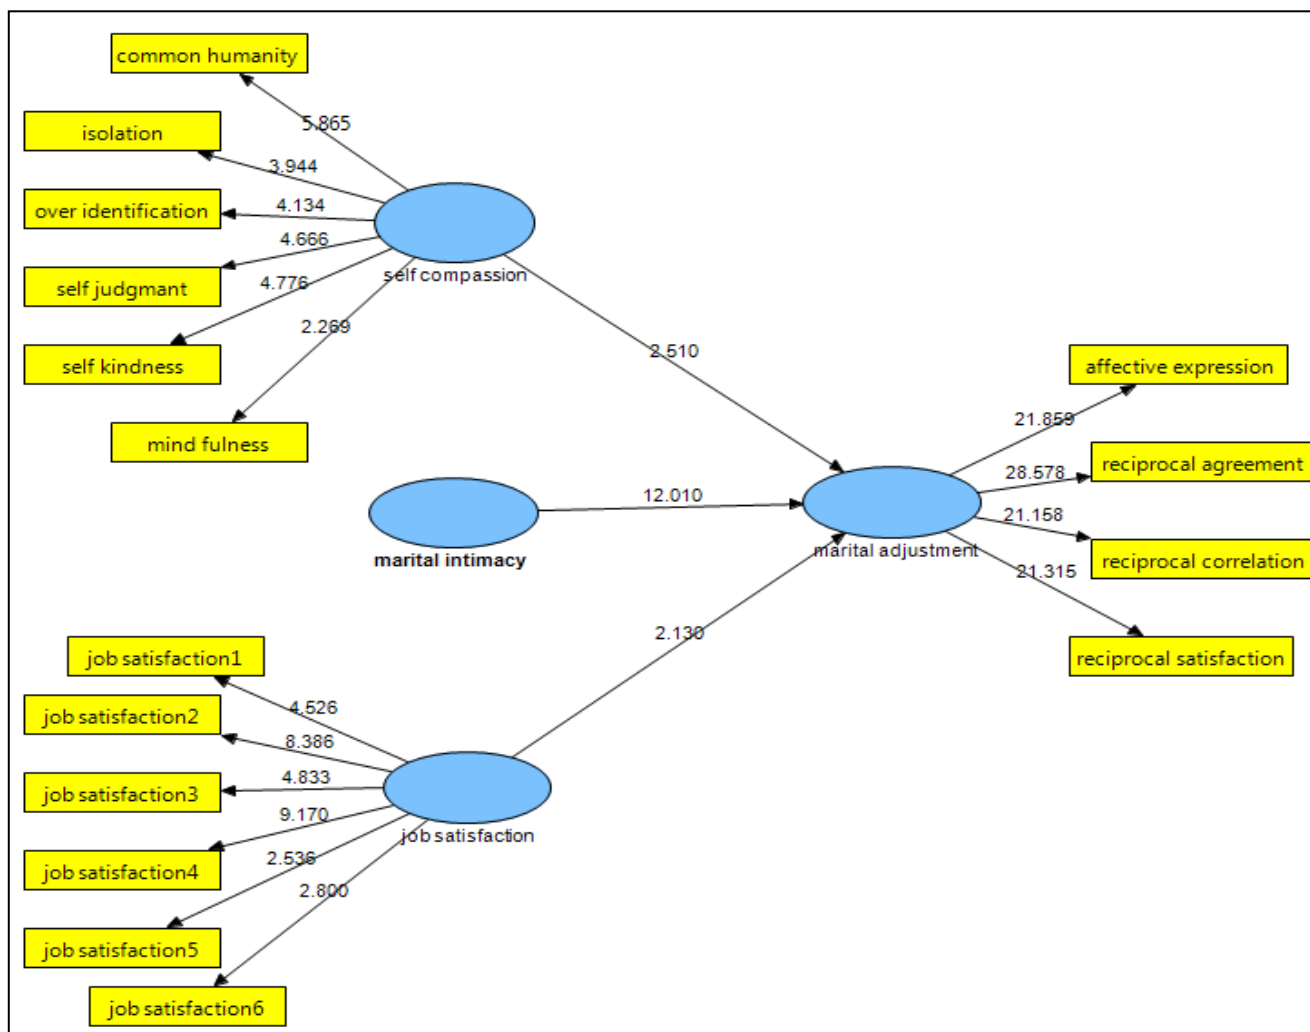 common humanity
5.865
isolation
3.944
over identification
4.134
4.666
self judgmant
4.776
self compassion
2.269
self kindness
mind fulness
2.510
affective expression
21.859
reciprocal agreement
28.578
12.010
21.158
marital intimacy
marital adjustment
reciprocal correlation
21.315
reciprocal satisfaction
2.130
job satisfaction1
4.526
job satisfaction2
8.386
job satisfaction3
4.833
9.170
job satisfaction
job satisfaction4
2.536
2.800
job satisfaction5
job satisfaction6